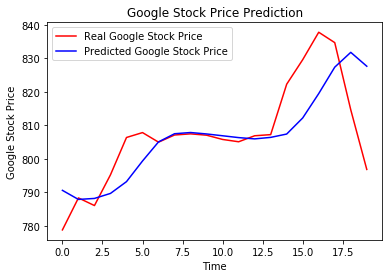 Google Stock Price Prediction
Real Google Stock Price
Predicted Google Stock Price
Google Stock Price
840
830
820
810
800
790
780
0.0 2.5 5.0 7.5 10.0 12.5 15.0 17.5
Time